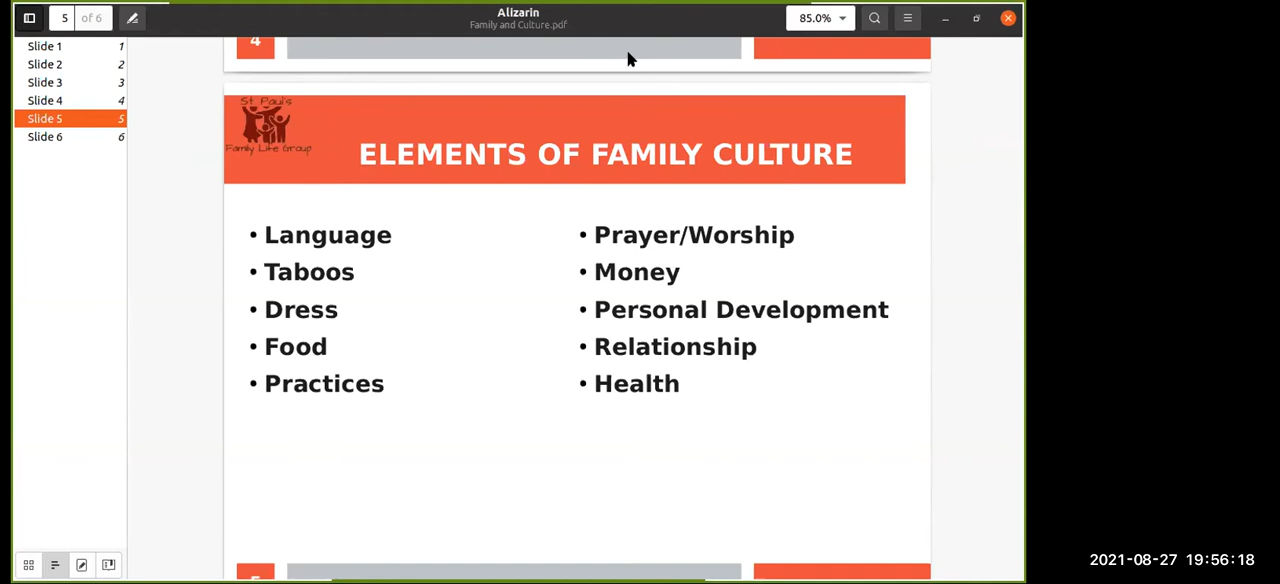 Alizarin
Family and Culture.pdf
5 of 6
85.0%
Slide 1 1
Slide 2 2
Slide 3 3
Slide 4 4
Slide 5 5
Slide 6 6
4
St Paul's
Family Life Group
ELEMENTS OF FAMILY CULTURE
• Language
• Taboos
• Dress
• Food
• Practices
• Prayer/Worship
• Money
• Personal Development
• Relationship
• Health
5
2021-08-27 19:56:18